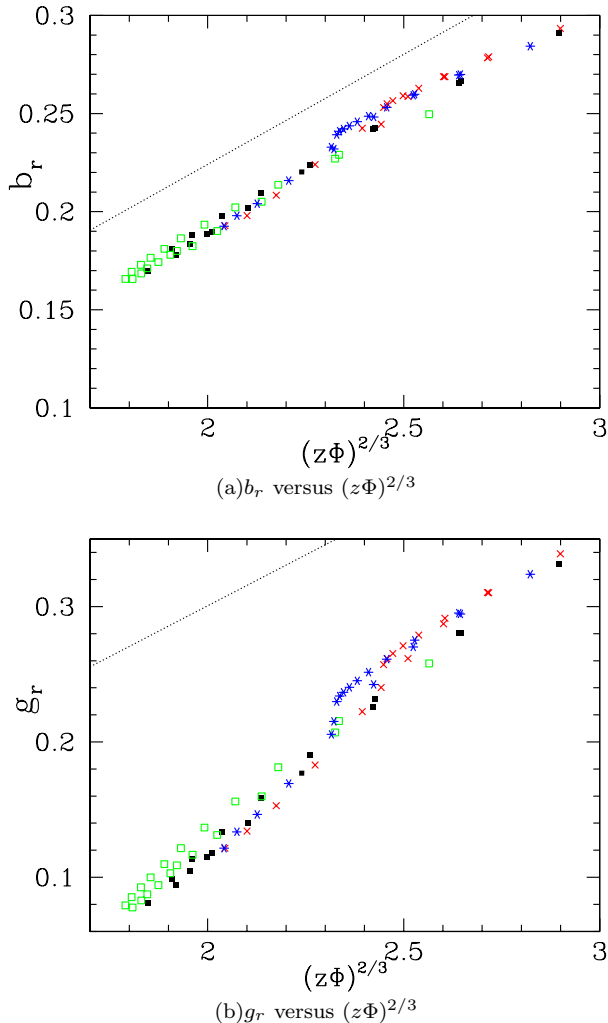 0.3
0.25
b_r
0.2
0.15
0.1
2 2.5 3
(zΦ)^{2/3}
(a)b_r versus (zΦ)^{2/3}
0.3
g_r
0.2
0.1
2 2.5 3
(zΦ)^{2/3}
(b)g_r versus (zΦ)^{2/3}